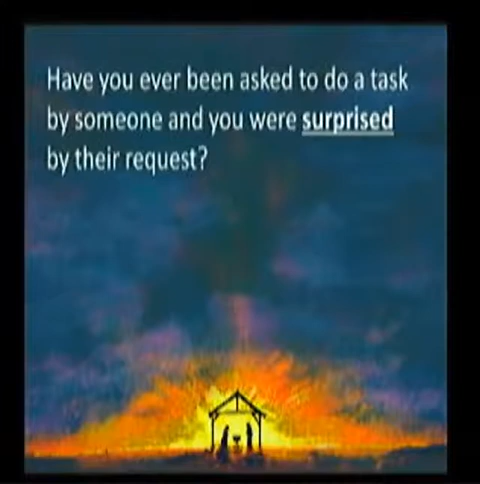 Have you ever been asked to do a task
by someone and you were surprised
by their request?